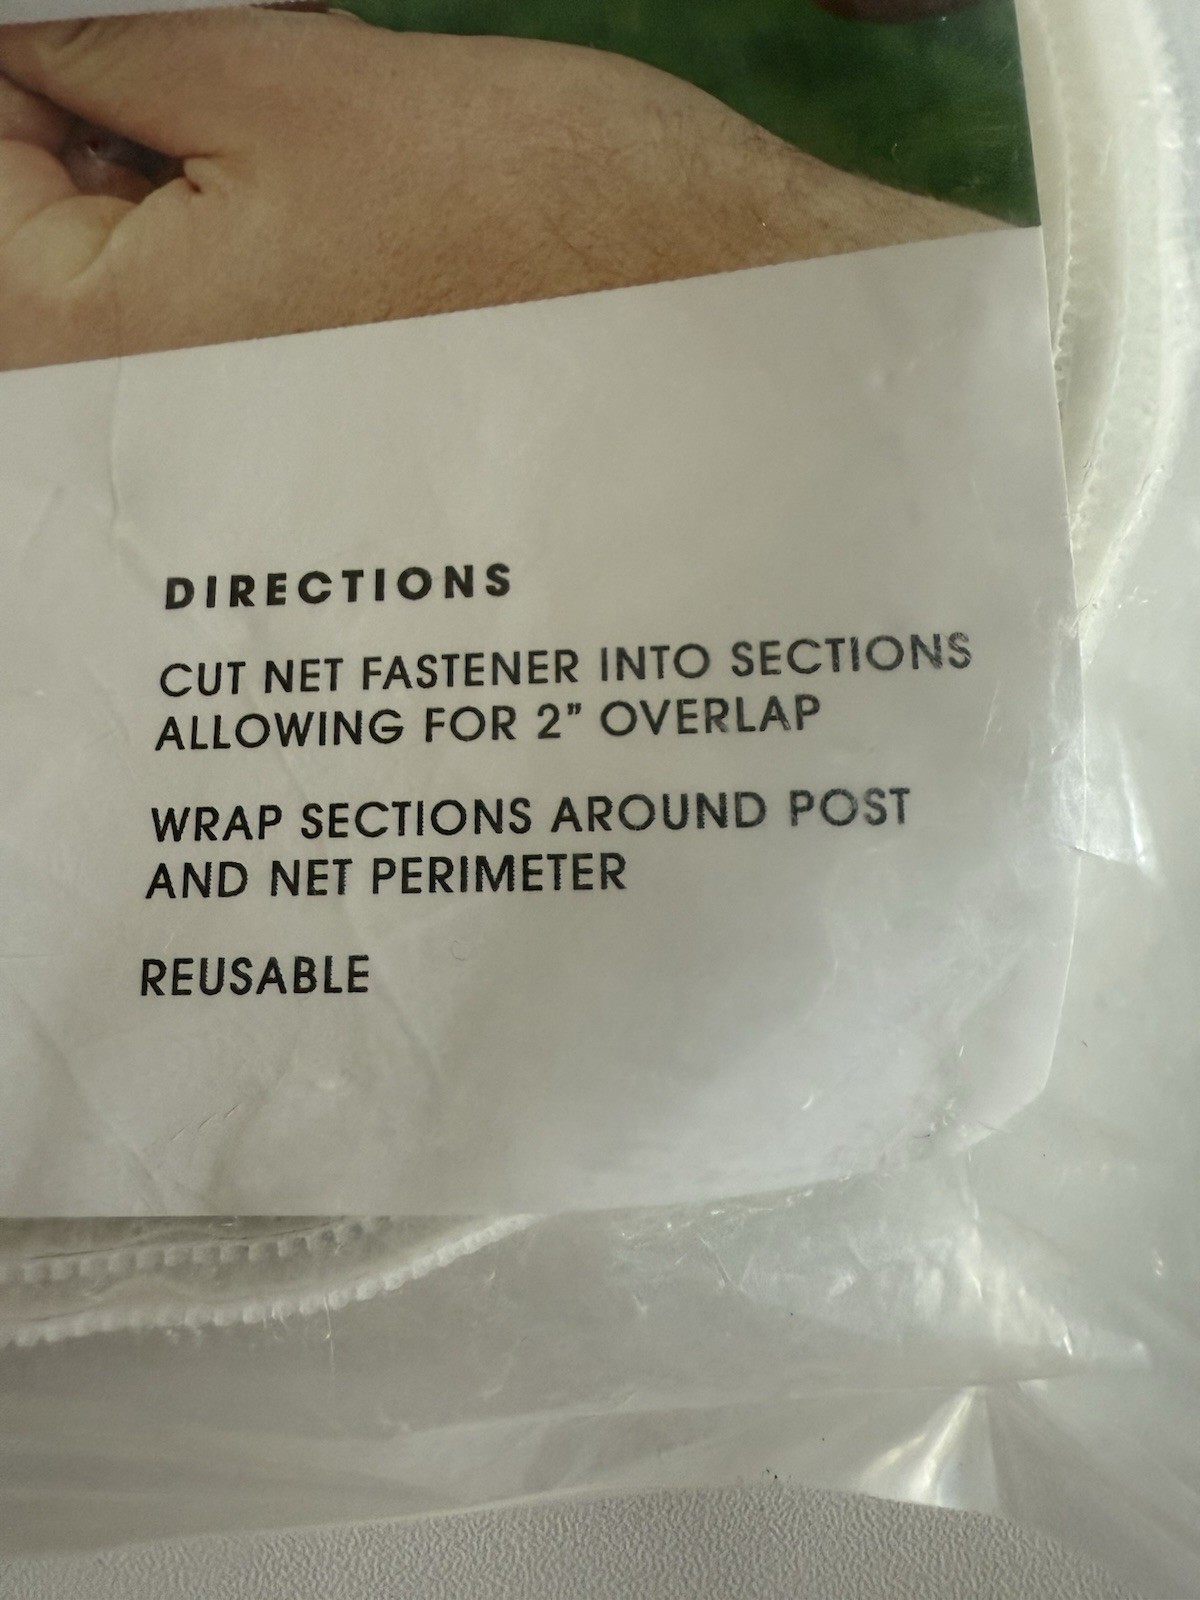 DIRECTIONS
CUT NET FASTENER INTO SECTIONS
ALLOWING FOR 2” OVERLAP
WRAP SECTIONS AROUND POST
AND NET PERIMETER
REUSABLE